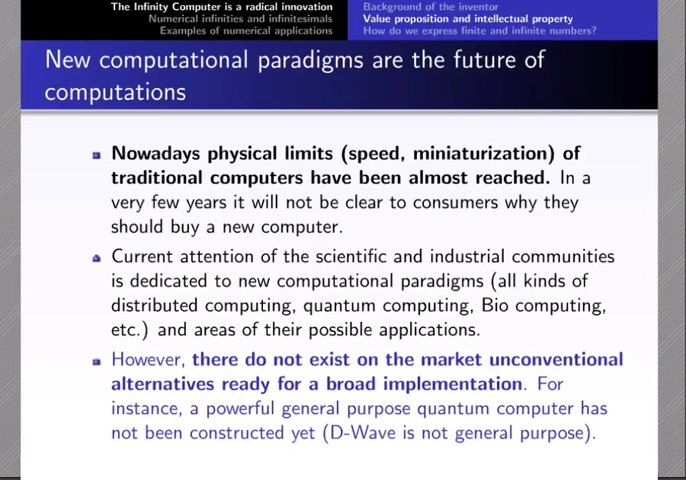 The Infinity Computer is a radical innovation
Numerical infinities and infinitesimals
Examples of numerical applications
Background of the inventor
Value proposition and intellectual property
How do we express finite and infinite numbers?
New computational paradigms are the future of
computations
Nowadays physical limits (speed, miniaturization) of
traditional computers have been almost reached. In a
very few years it will not be clear to consumers why they
should buy a new computer.
Current attention of the scientific and industrial communities
is dedicated to new computational paradigms (all kinds of
distributed computing, quantum computing, Bio computing,
etc.) and areas of their possible applications.
However, there do not exist on the market unconventional
alternatives ready for a broad implementation. For
instance, a powerful general purpose quantum computer has
not been constructed yet (D-Wave is not general purpose).